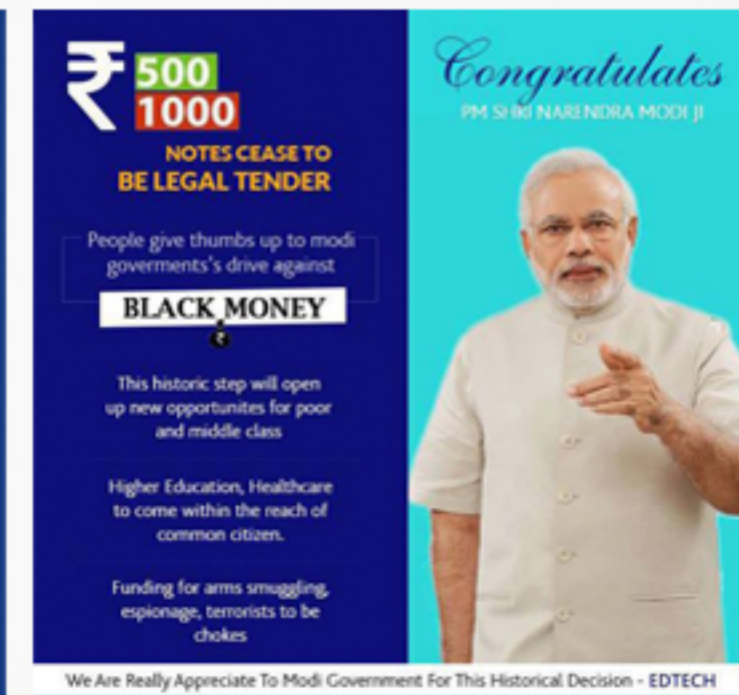 ₹ 500
1000
NOTES CEASE TO
BE LEGAL TENDER
People give thumbs up to modi
goverments's drive against
BLACK MONEY
₹
This historic step will open
up new opportunites for poor
and middle class
Higher Education, Healthcare
to come within the reach of
common citizen.
Funding for arms smuggling,
espionage, terrorists to be
chokes
Congratulates
PM SHRI NARENDRA MODI JI
We Are Really Appreciate To Modi Government For This Historical Decision - EDTECH